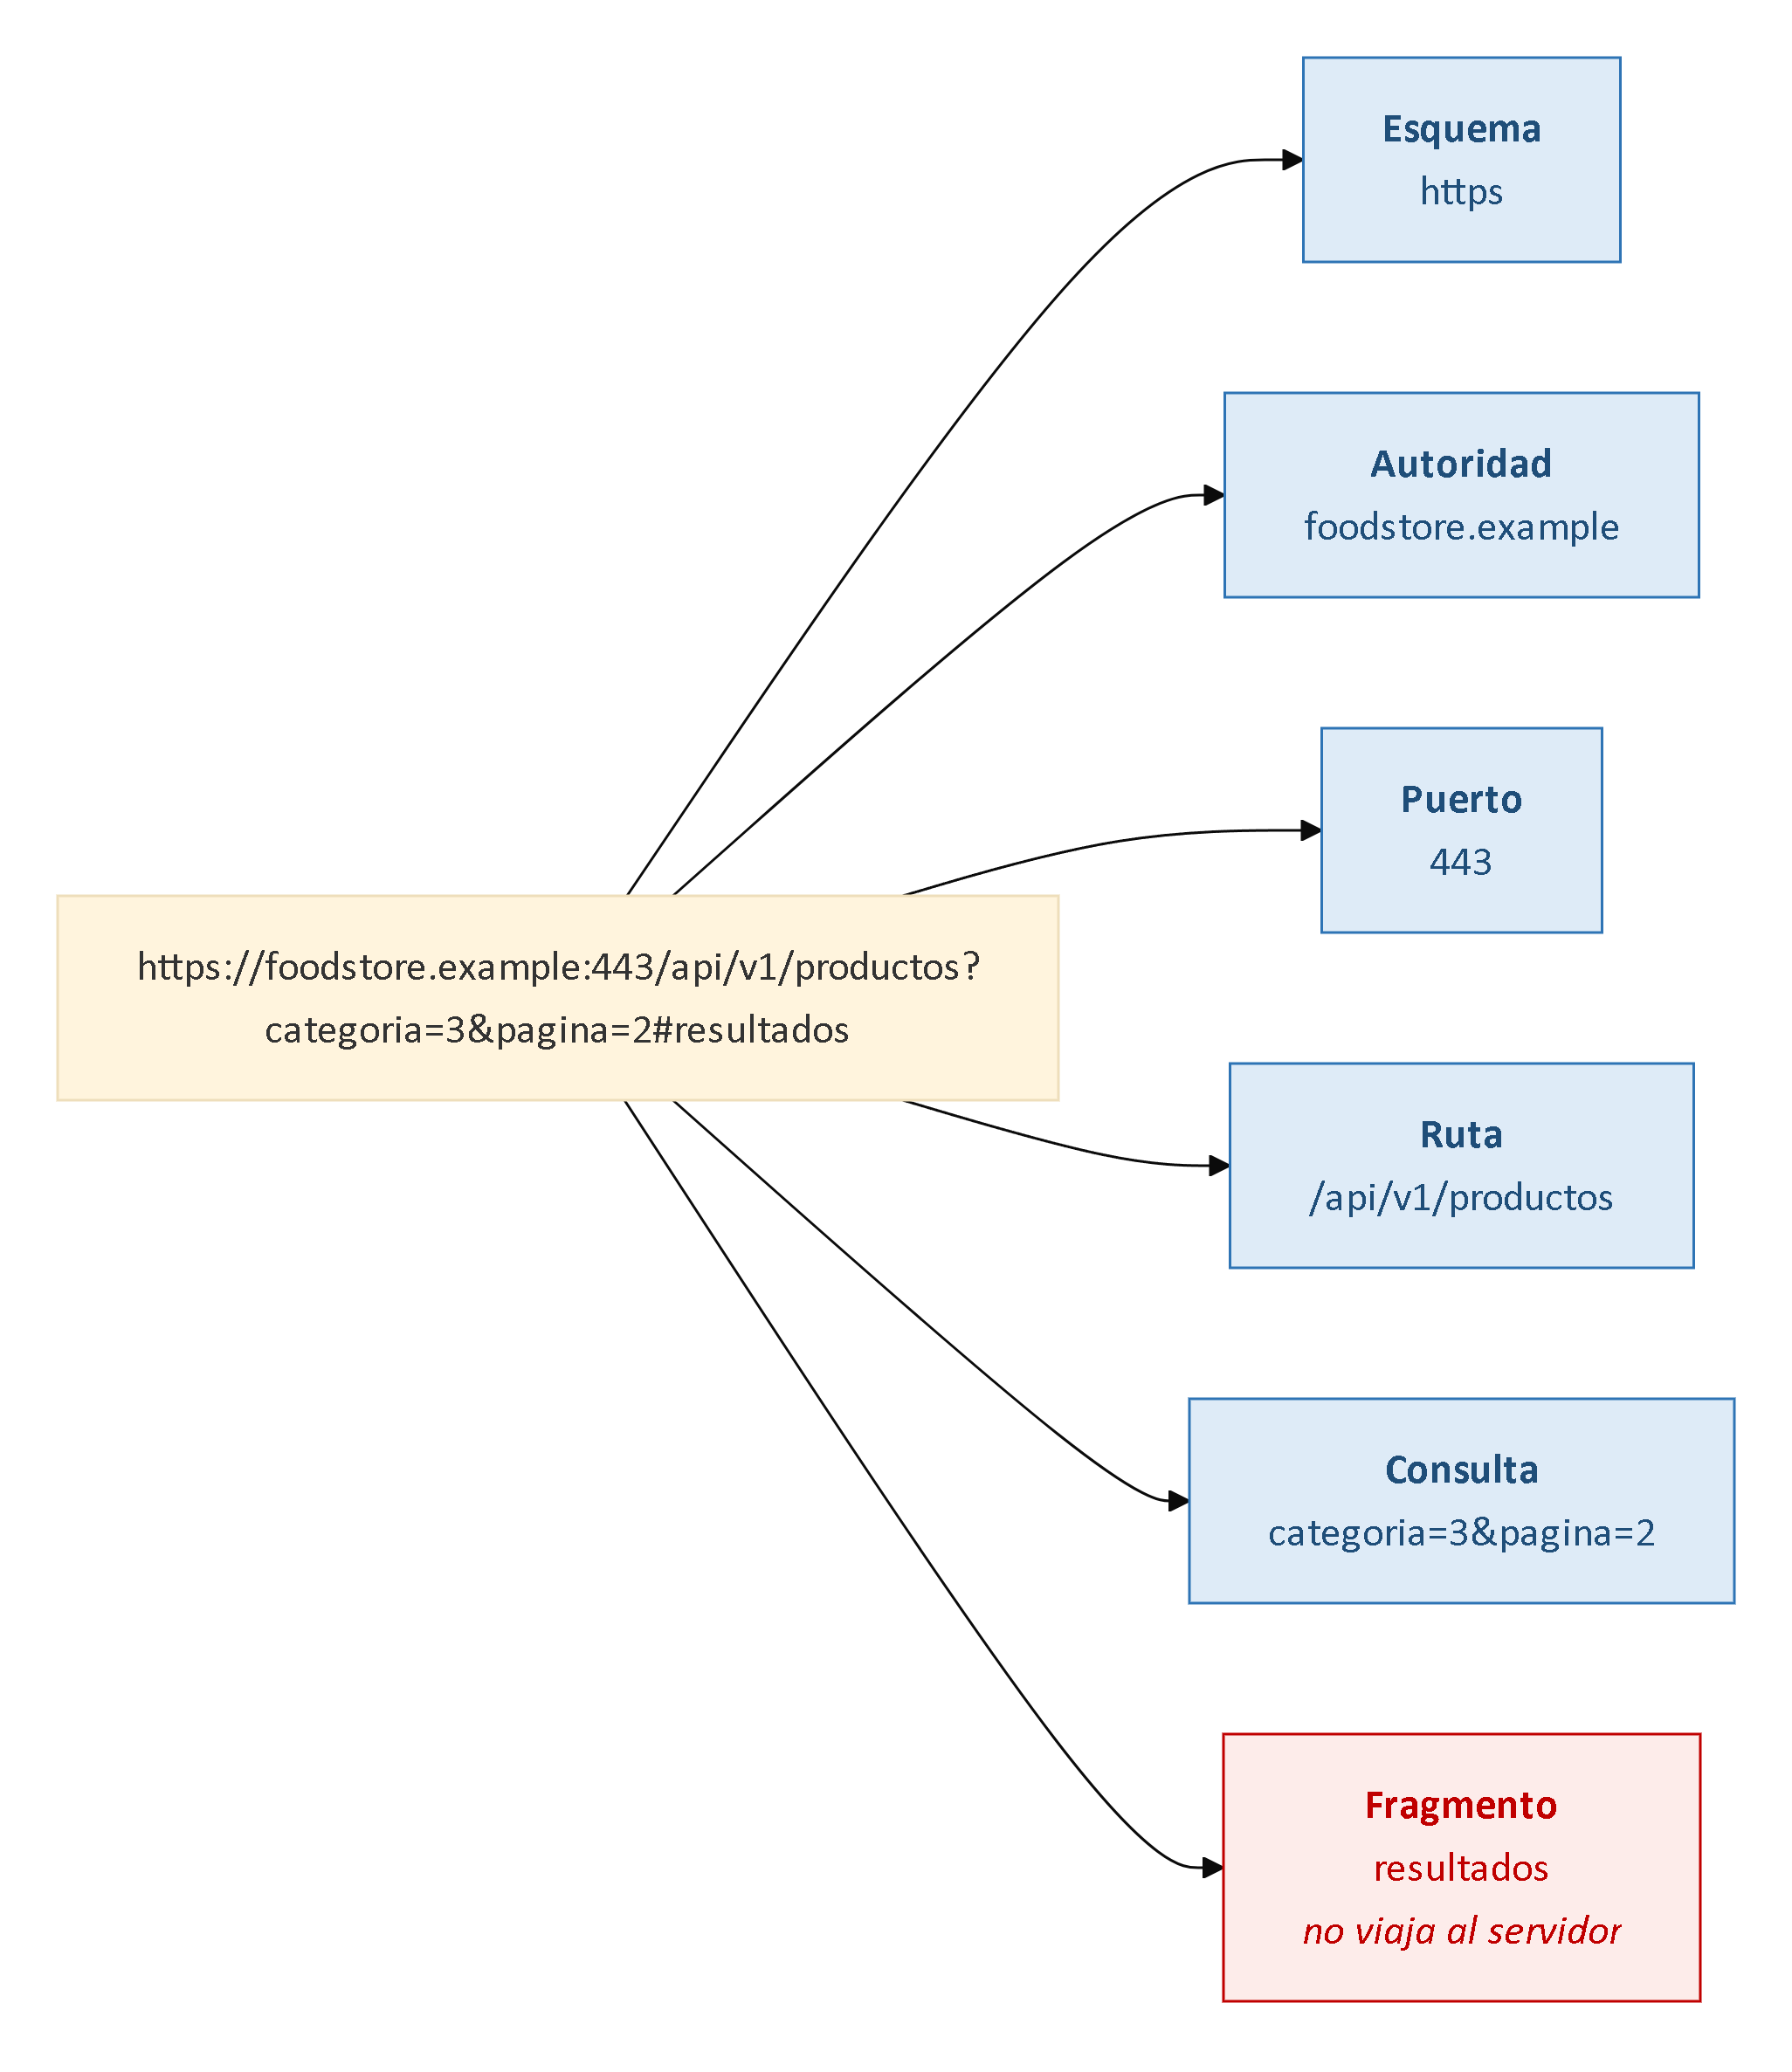 https://foodstore.example:443/api/v1/productos?
categoria=3&pagina=2#resultados
Esquema
https
Autoridad
foodstore.example
Puerto
443
Ruta
/api/v1/productos
Consulta
categoria=3&pagina=2
Fragmento
resultados
no viaja al servidor